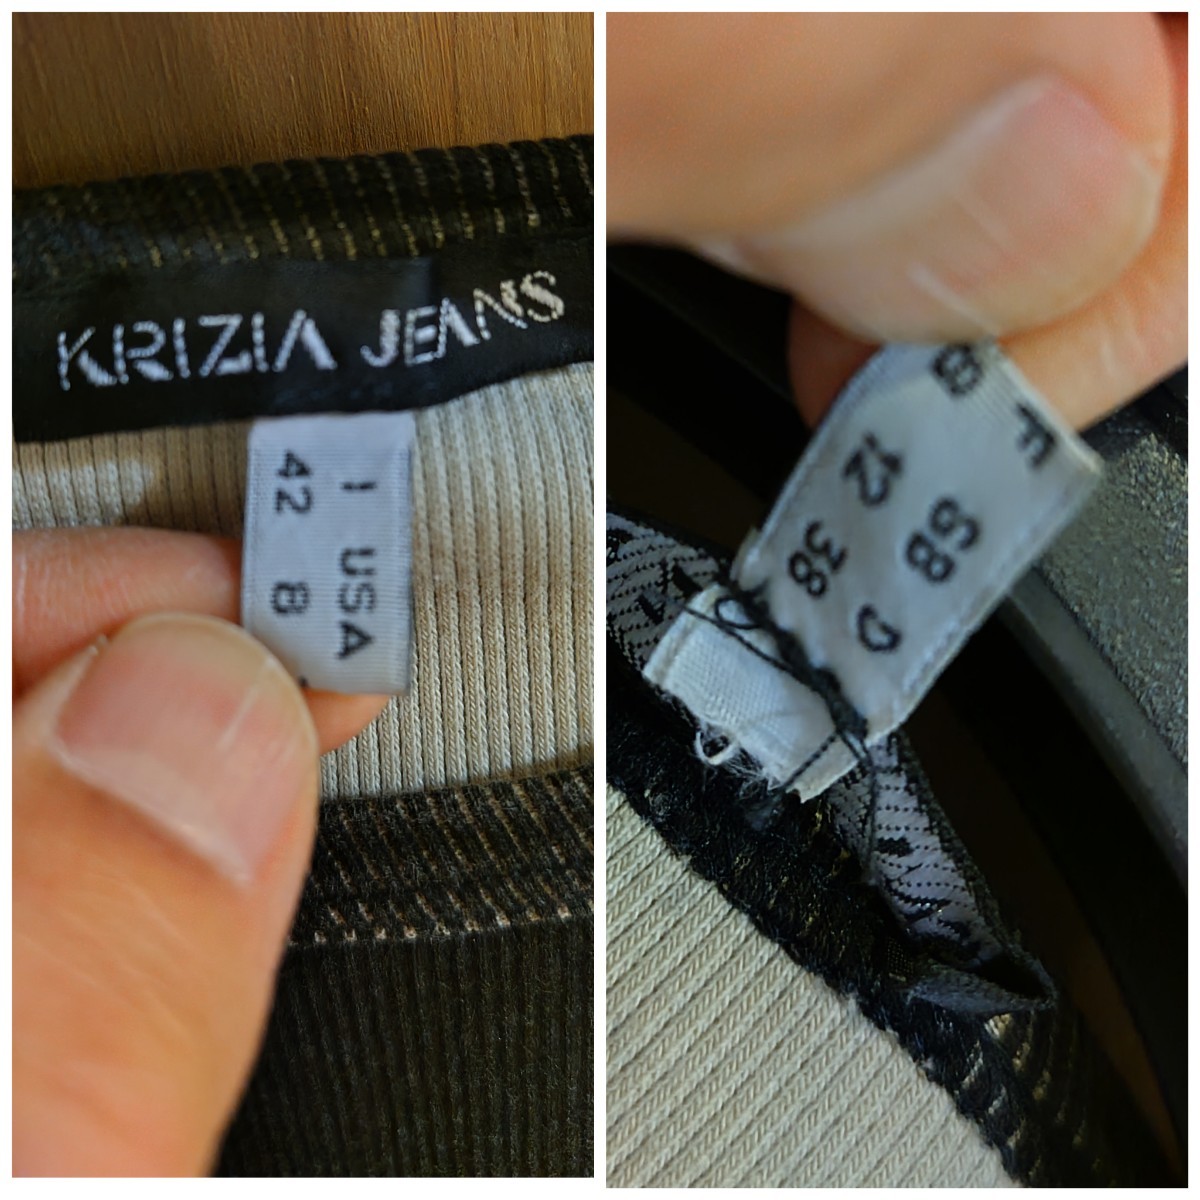 KRIZIA JEANS
I USA
42 8
F GB D
12 38